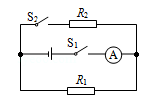 S₂ R₂
S₁ A
R₁